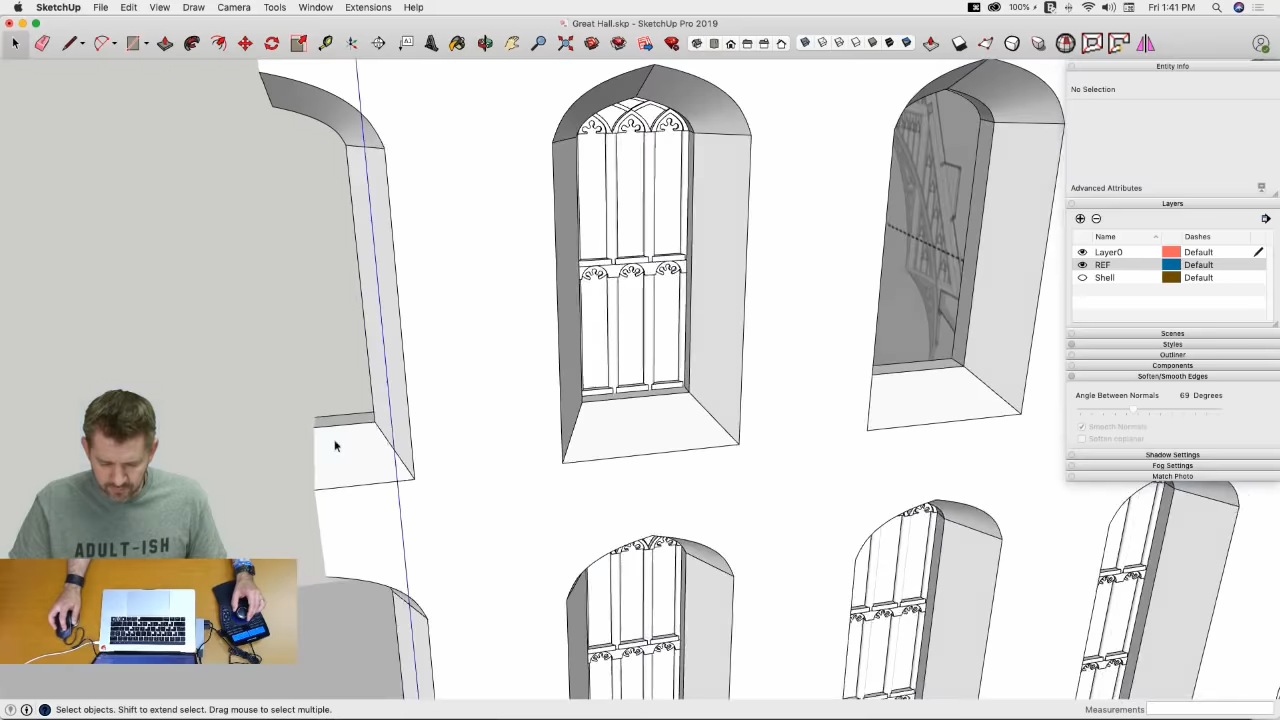 SketchUp File Edit View Draw Camera Tools Window Extensions Help 100% Fri 1:41 PM
Great Hall.skp - SketchUp Pro 2019
Entity Info
No Selection
Advanced Attributes
Layers
Name Dashes
Layer0 Default
REF Default
Shell Default
Scenes
Styles
Outliner
Components
Soften/Smooth Edges
Angle Between Normals 69 Degrees
Smooth Normals
Soften coplanar
Shadow Settings
Fog Settings
Match Photo
ADULT-ISH
Select objects. Shift to extend select. Drag mouse to select multiple. Measurements